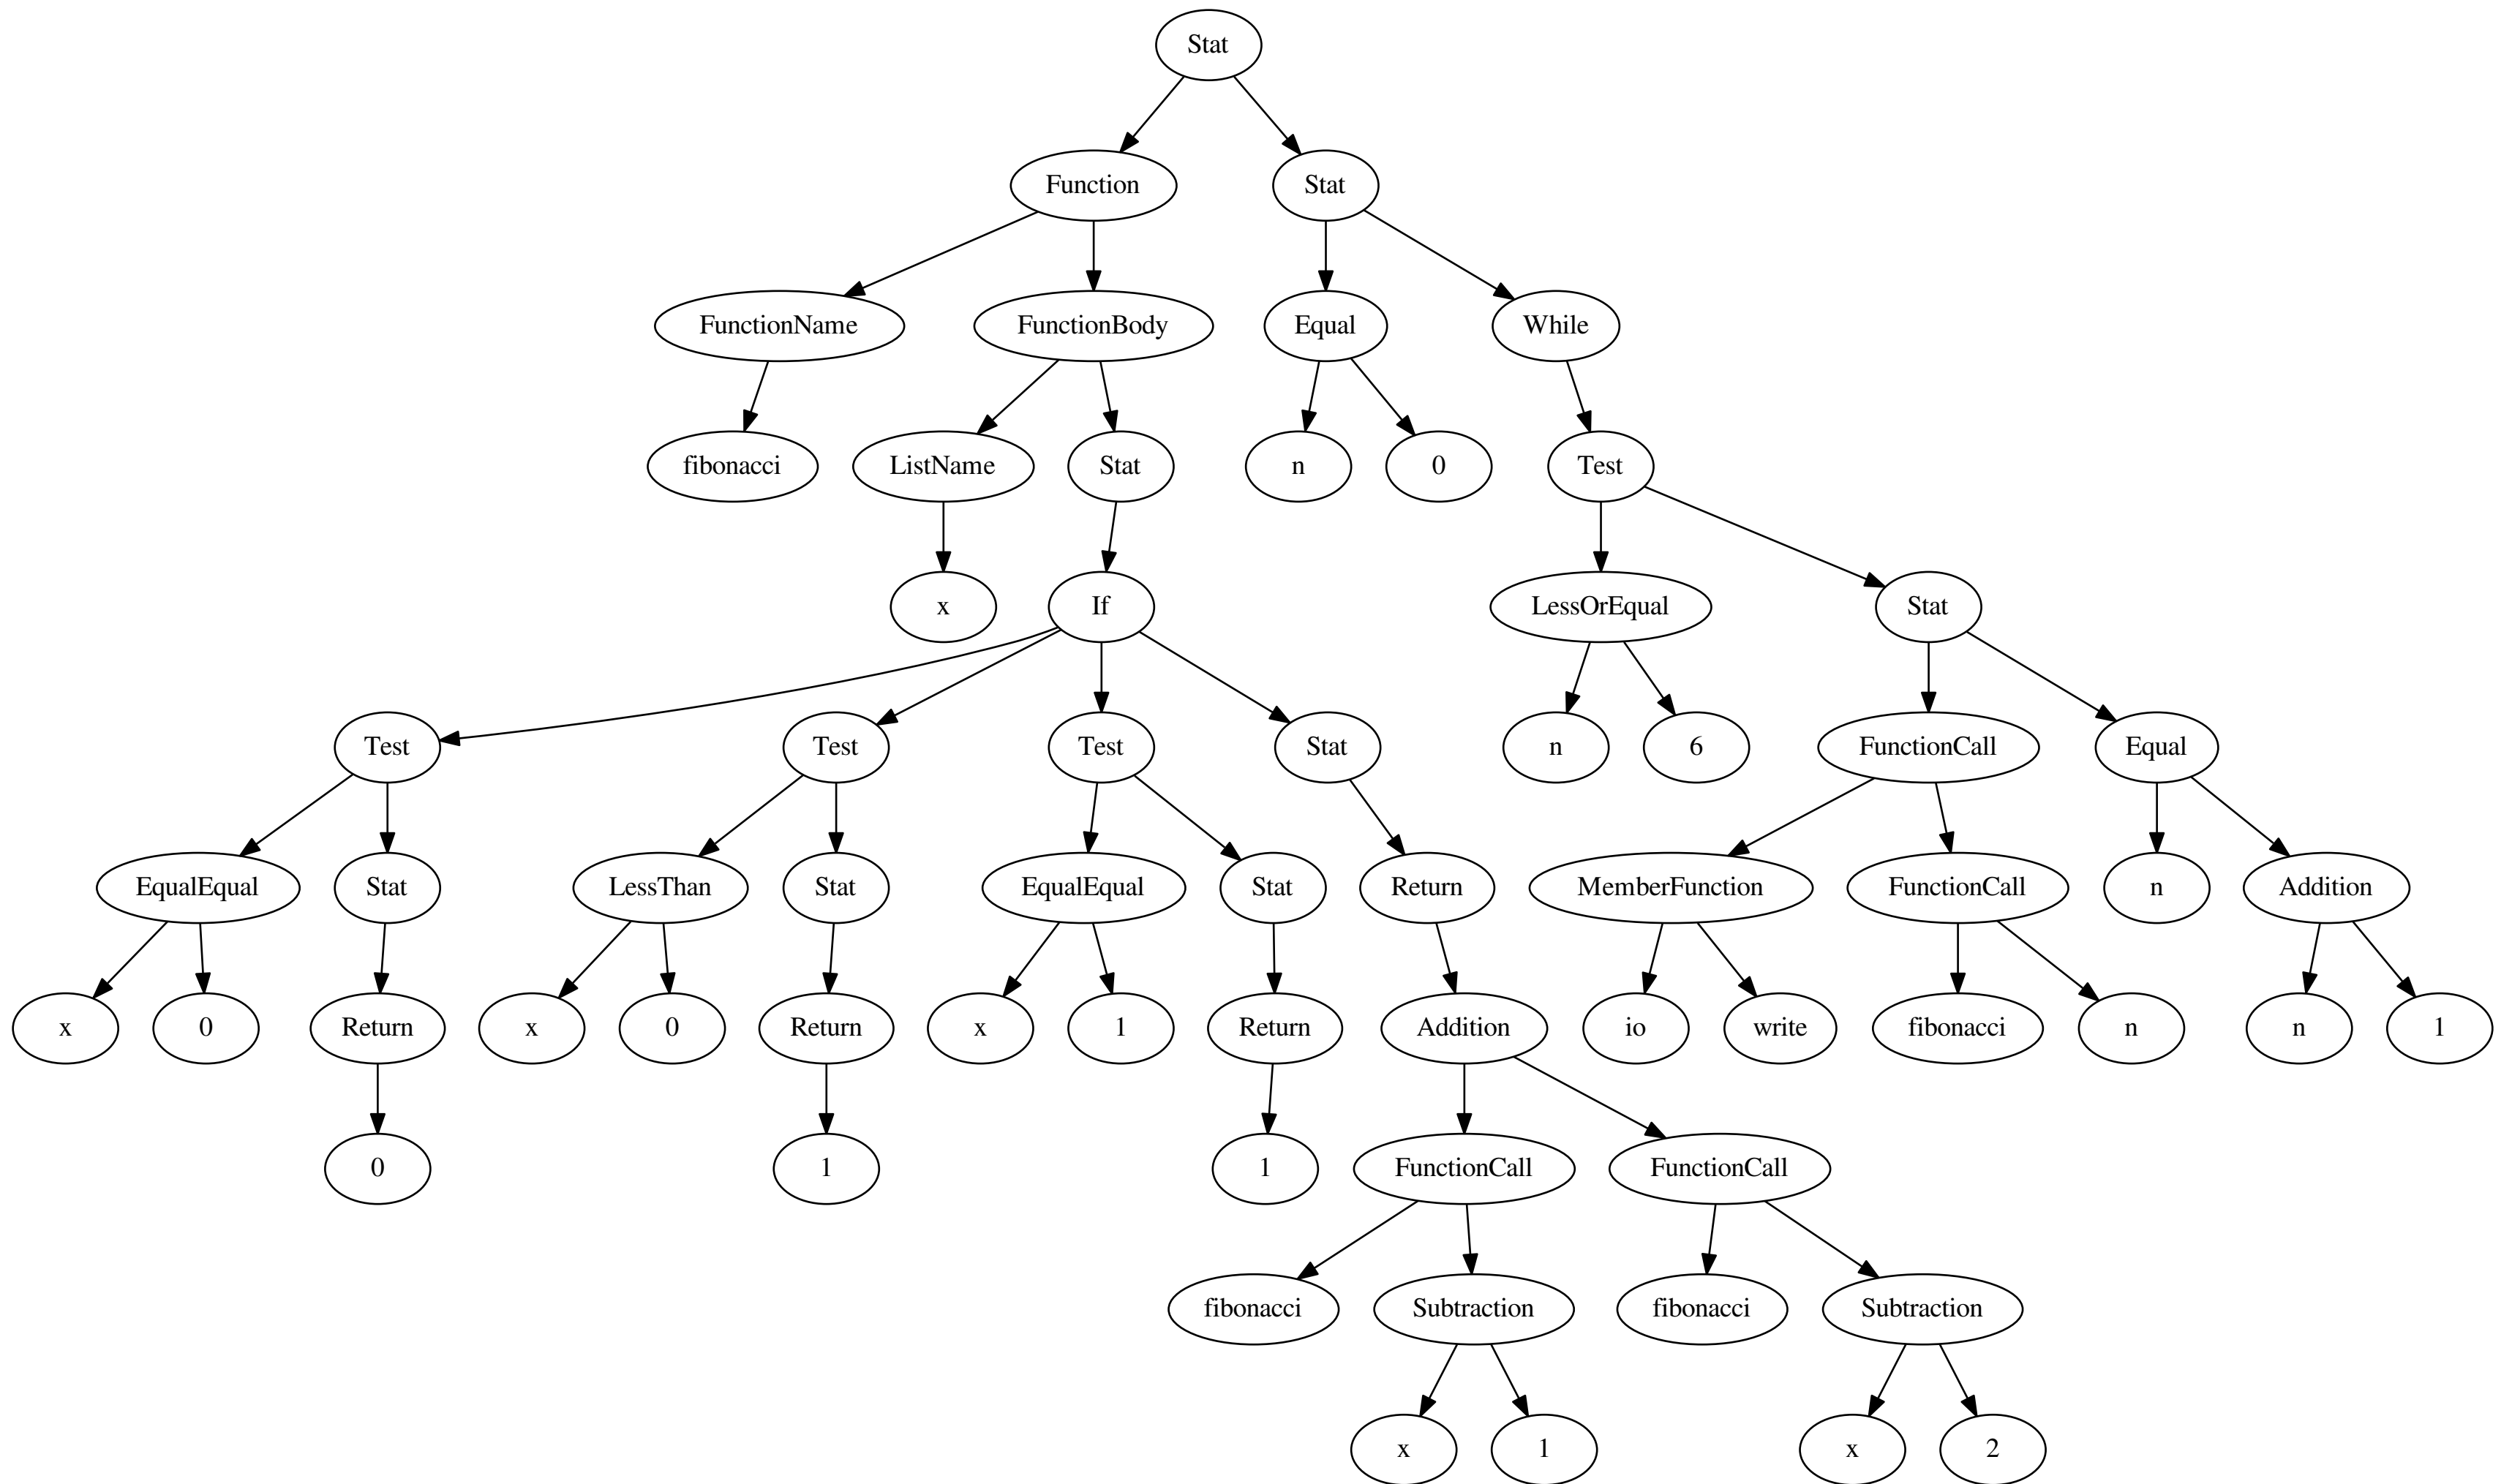 Stat
Function
Stat
FunctionName
FunctionBody
Equal
While
fibonacci
ListName
Stat
n
0
Test
x
If
LessOrEqual
Stat
Test
Test
Test
Stat
n
6
FunctionCall
Equal
EqualEqual
Stat
LessThan
Stat
EqualEqual
Stat
Return
MemberFunction
FunctionCall
n
Addition
x
0
Return
x
0
Return
x
1
Return
Addition
io
write
fibonacci
n
n
1
0
1
1
FunctionCall
FunctionCall
fibonacci
Subtraction
fibonacci
Subtraction
x
1
x
2